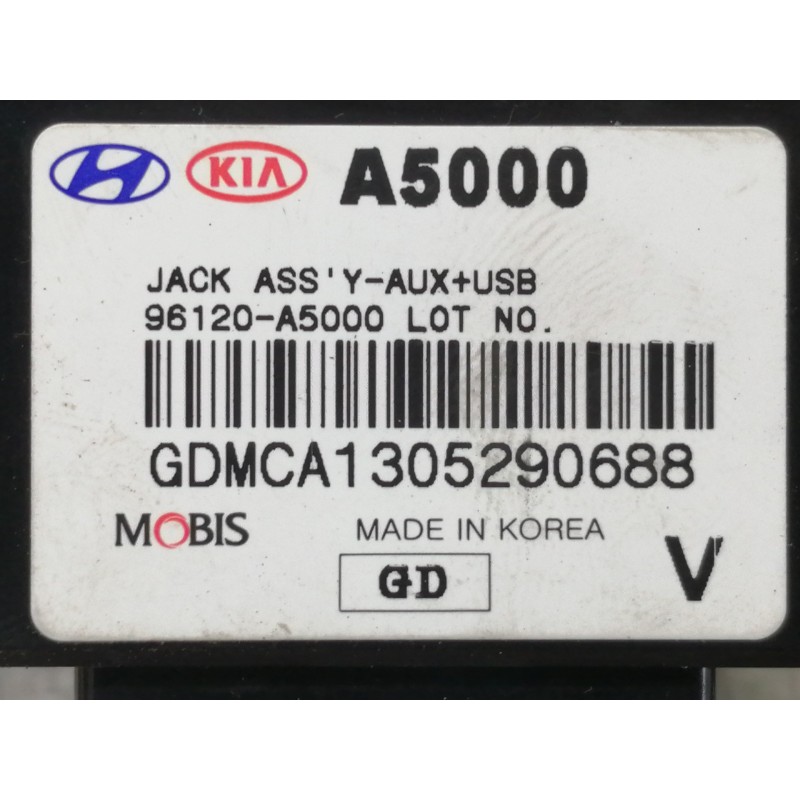 KIA A5000
JACK ASS'Y-AUX+USB
96120-A5000 LOT NO.
GDMCA1305290688
MOBIS MADE IN KOREA
GD V